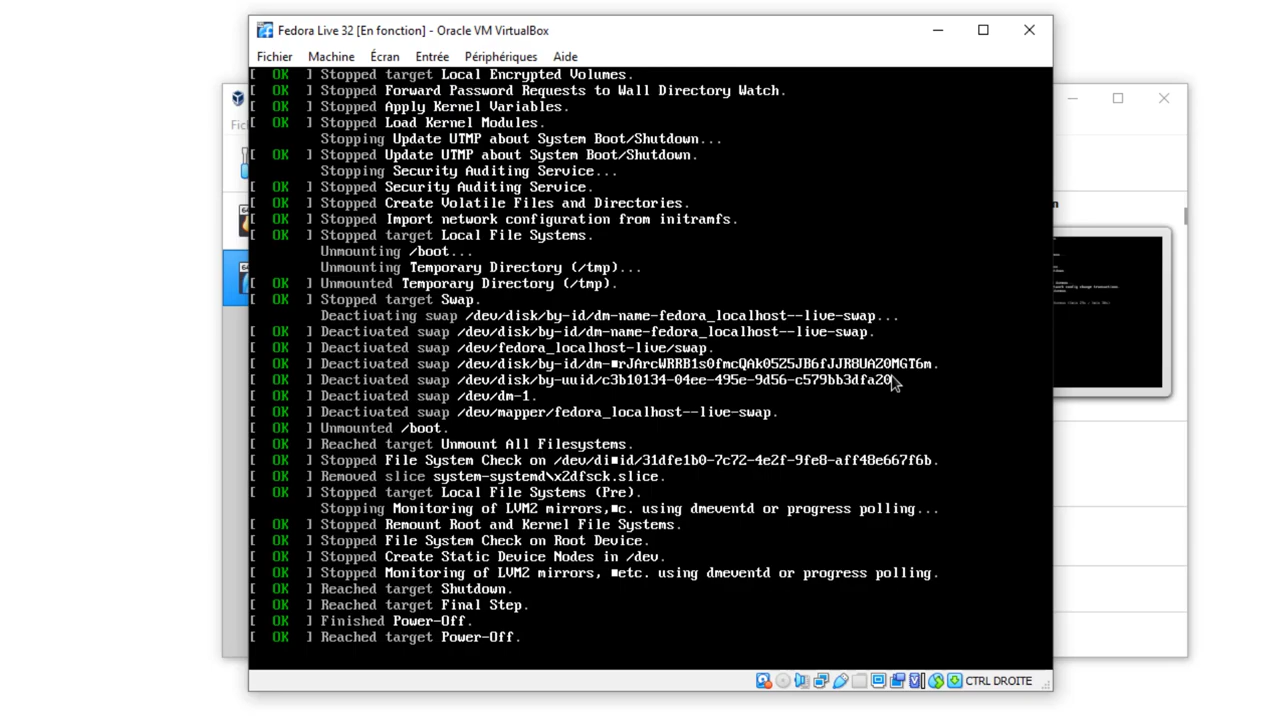 Fedora Live 32 [En fonction] - Oracle VM VirtualBox
Fichier Machine Écran Entrée Périphériques Aide
[ OK ] Stopped target Local Encrypted Volumes.
[ OK ] Stopped Forward Password Requests to Wall Directory Watch.
[ OK ] Stopped Apply Kernel Variables.
[ OK ] Stopped Load Kernel Modules.
Stopping Update UTMP about System Boot/Shutdown...
[ OK ] Stopped Update UTMP about System Boot/Shutdown.
Stopping Security Auditing Service...
[ OK ] Stopped Security Auditing Service.
[ OK ] Stopped Create Volatile Files and Directories.
[ OK ] Stopped Import network configuration from initramfs.
[ OK ] Stopped target Local File Systems.
Unmounting /boot...
Unmounting Temporary Directory (/tmp)...
[ OK ] Unmounted Temporary Directory (/tmp).
[ OK ] Stopped target Swap.
Deactivating swap /dev/disk/by-id/dm-name-fedora_localhost--live-swap...
[ OK ] Deactivated swap /dev/disk/by-id/dm-name-fedora_localhost--live-swap.
[ OK ] Deactivated swap /dev/fedora_localhost-live/swap.
[ OK ] Deactivated swap /dev/disk/by-id/dm-■rJArcWRRB1s0fmcQAk05Z5JB6fJJR8UAZ0MGT6m.
[ OK ] Deactivated swap /dev/disk/by-uuid/c3b10134-04ee-495e-9d56-c579bb3dfa20
[ OK ] Deactivated swap /dev/dm-1.
[ OK ] Deactivated swap /dev/mapper/fedora_localhost--live-swap.
[ OK ] Unmounted /boot.
[ OK ] Reached target Unmount All Filesystems.
[ OK ] Stopped File System Check on /dev/di■id/31dfe1b0-7c72-4e2f-9fe8-aff48e667f6b.
[ OK ] Removed slice system-systemd\x2dfsck.slice.
[ OK ] Stopped target Local File Systems (Pre).
Stopping Monitoring of LVM2 mirrors,■c. using dmeventd or progress polling...
[ OK ] Stopped Remount Root and Kernel File Systems.
[ OK ] Stopped File System Check on Root Device.
[ OK ] Stopped Create Static Device Nodes in /dev.
[ OK ] Stopped Monitoring of LVM2 mirrors, ■etc. using dmeventd or progress polling.
[ OK ] Reached target Shutdown.
[ OK ] Reached target Final Step.
[ OK ] Finished Power-Off.
[ OK ] Reached target Power-Off.
CTRL DROITE